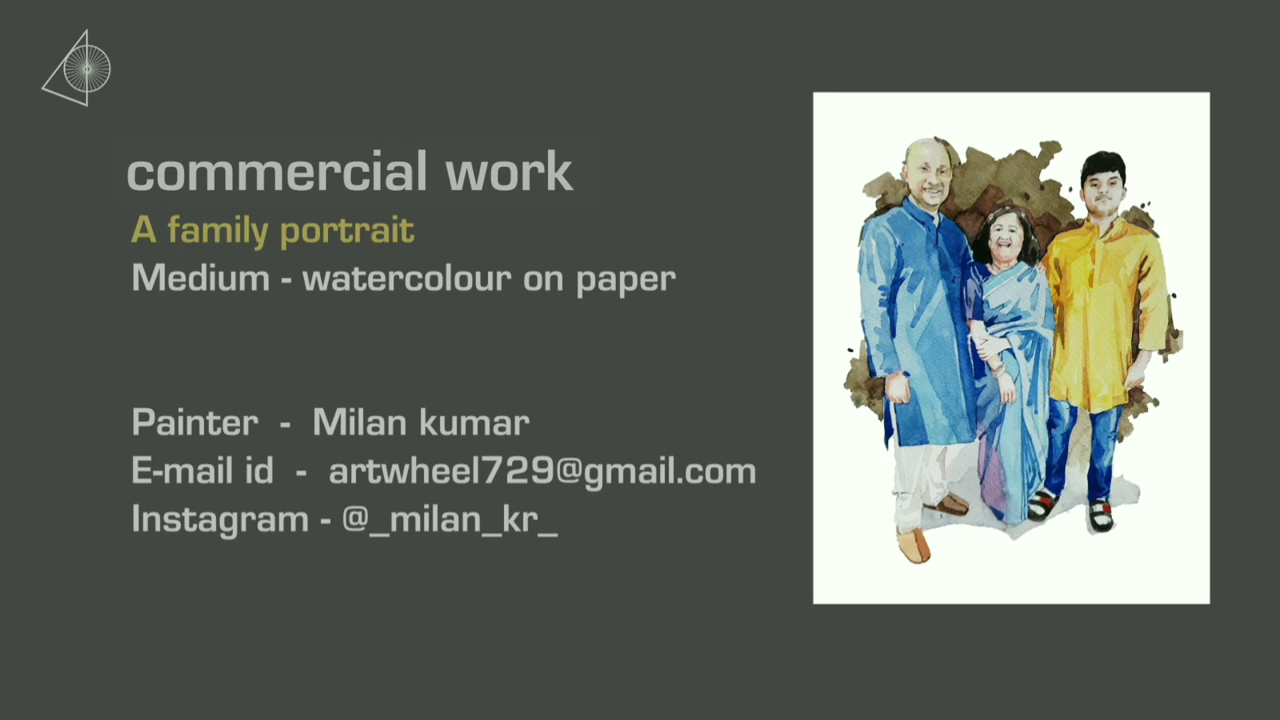 commercial work
A family portrait
Medium - watercolour on paper
Painter - Milan kumar
E-mail id - artwheel729@gmail.com
Instagram - @_milan_kr_